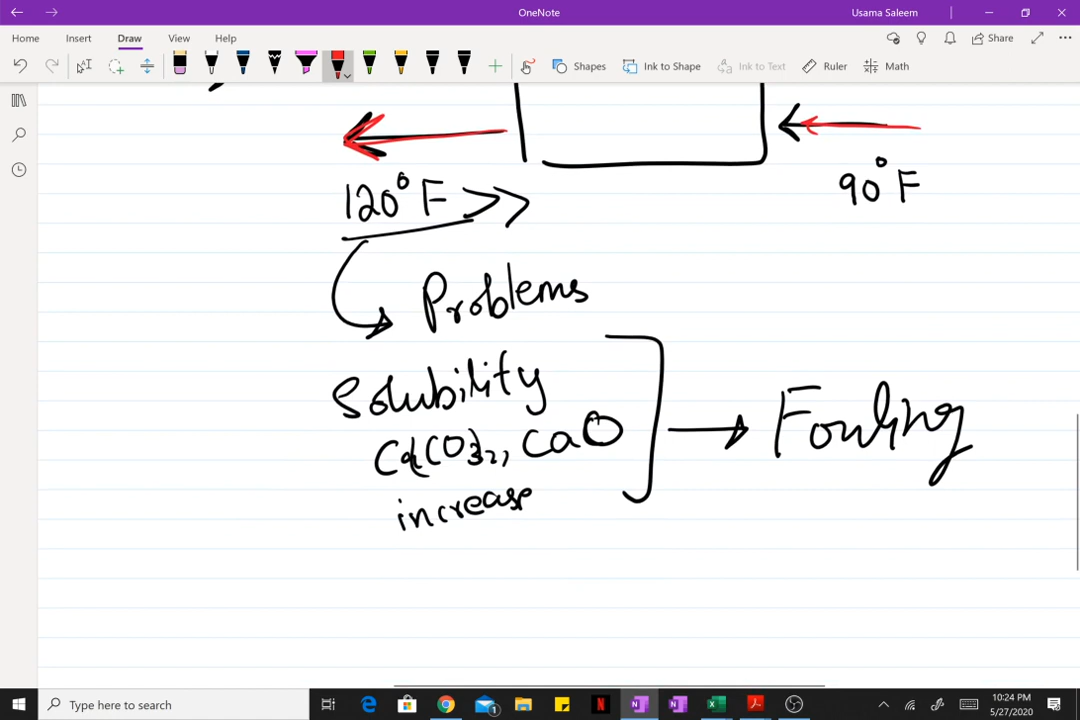 OneNote
Usama Saleem
Home Insert Draw View Help
Share
Shapes Ink to Shape Ink to Text Ruler Math
120°F >>
90°F
Problems
Solubility
Ca(CO3)2, CaO
increase
Fouling
Type here to search
10:24 PM
5/27/2020